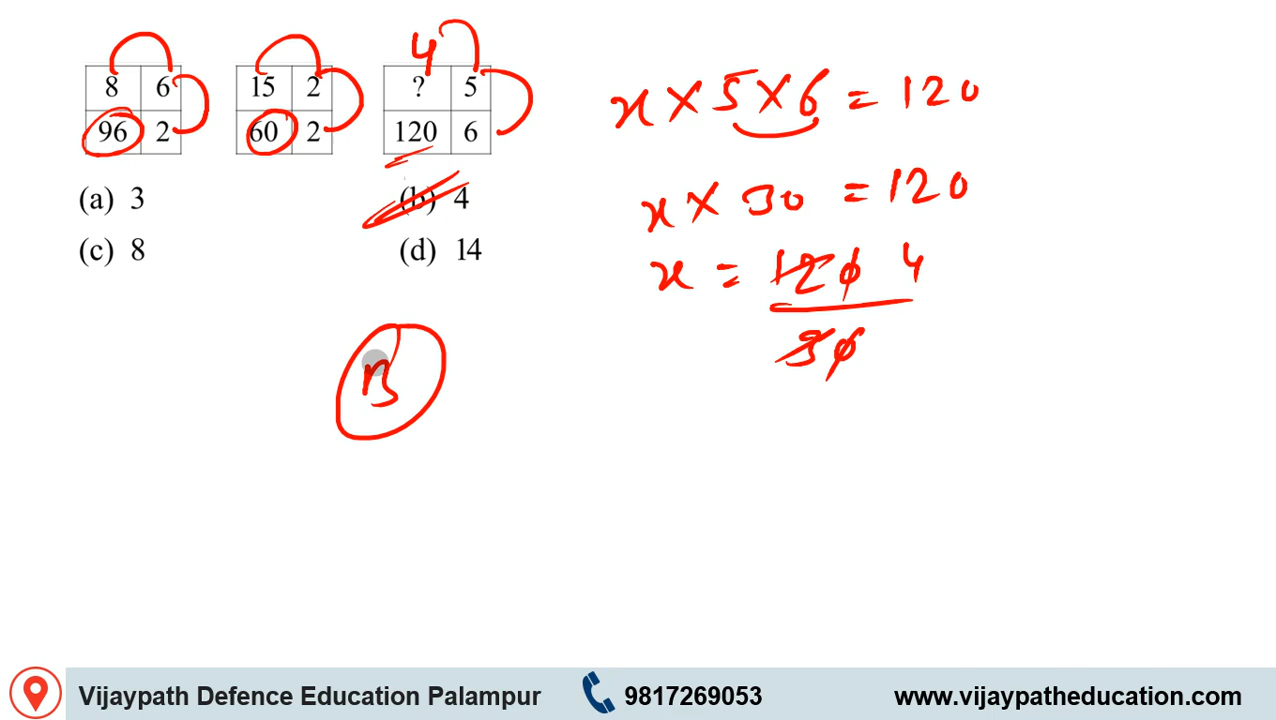 4
8 6 15 2 ? 5
96 2 60 2 120 6
x × 5 × 6 = 120
(a) 3 (b) 4
x × 30 = 120
(c) 8 (d) 14
x = 120 4
30
B
Vijaypath Defence Education Palampur 9817269053 www.vijaypatheducation.com